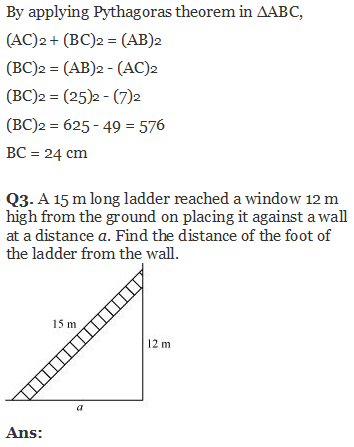 By applying Pythagoras theorem in ΔABC,
(AC)2 + (BC)2 = (AB)2
(BC)2 = (AB)2 - (AC)2
(BC)2 = (25)2 - (7)2
(BC)2 = 625 - 49 = 576
BC = 24 cm
Q3. A 15 m long ladder reached a window 12 m
high from the ground on placing it against a wall
at a distance a. Find the distance of the foot of
the ladder from the wall.
15 m
12 m
a
Ans: